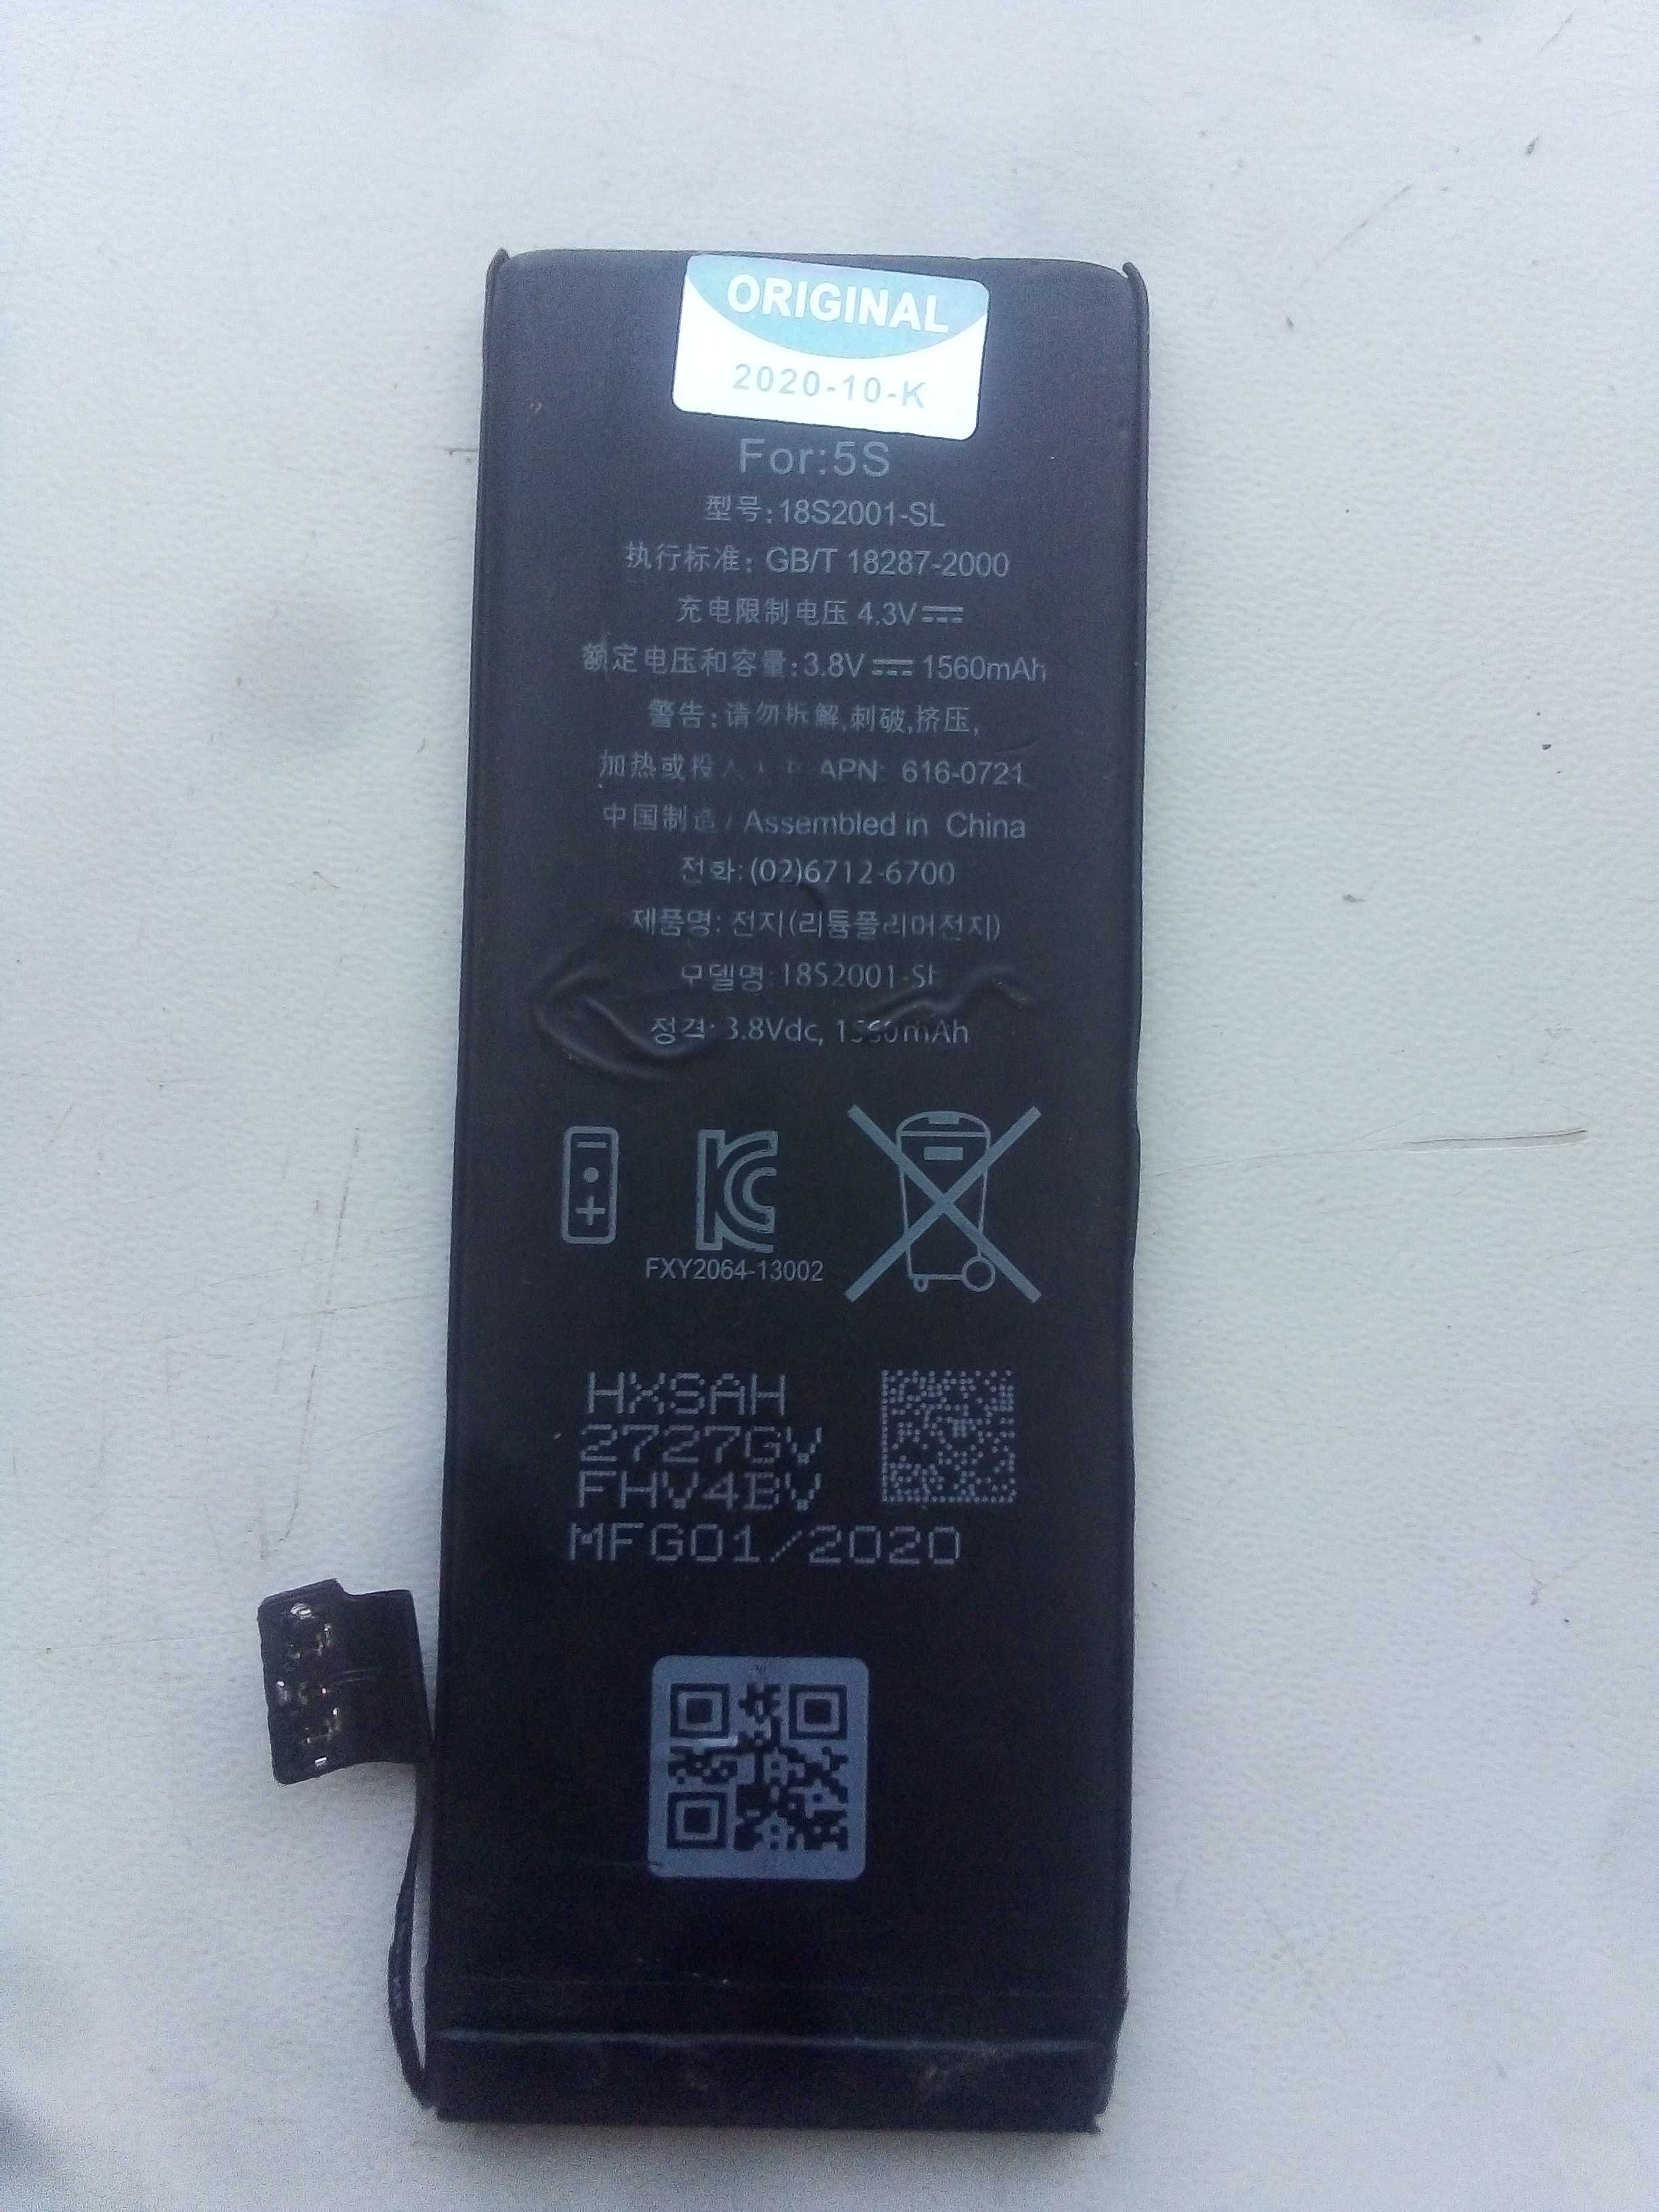 ORIGINAL
2020-10-K
For:5S
型号:18S2001-SL
执行标准: GB/T 18287-2000
充电限制电压 4.3V
额定电压和容量:3.8V 1560mAh
警告:请勿拆解,刺破,挤压,
加热或投 APN: 616-0721
中国制造/Assembled in China
전화:(02)6712-6700
제품명: 전지(리튬폴리머전지)
모델명:18S2001-SL
정격: 3.8Vdc, 1560mAh
KC
FXY2064-13002
HXSAH
2727GV
FHV4BV
MFG01/2020